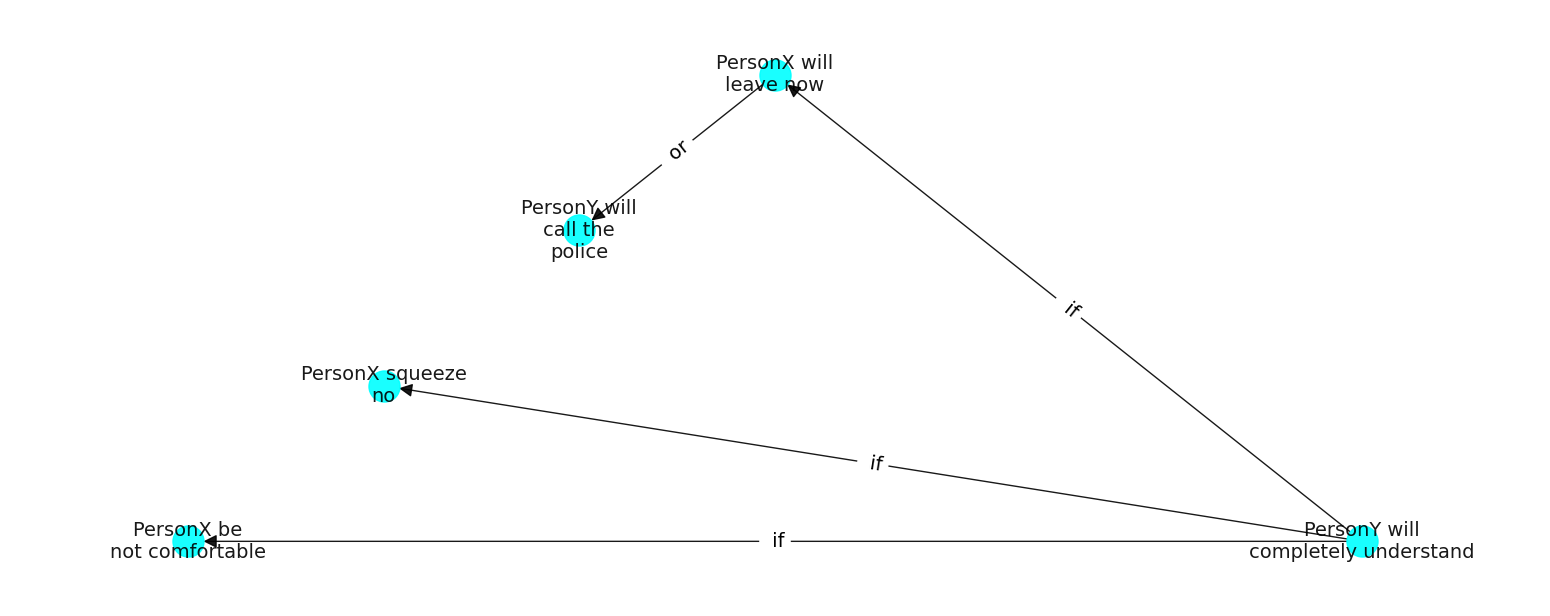 PersonX will
leave now
or
PersonY will
call the
police
if
PersonX squeeze
no
if
PersonX be
not comfortable
if
PersonY will
completely understand